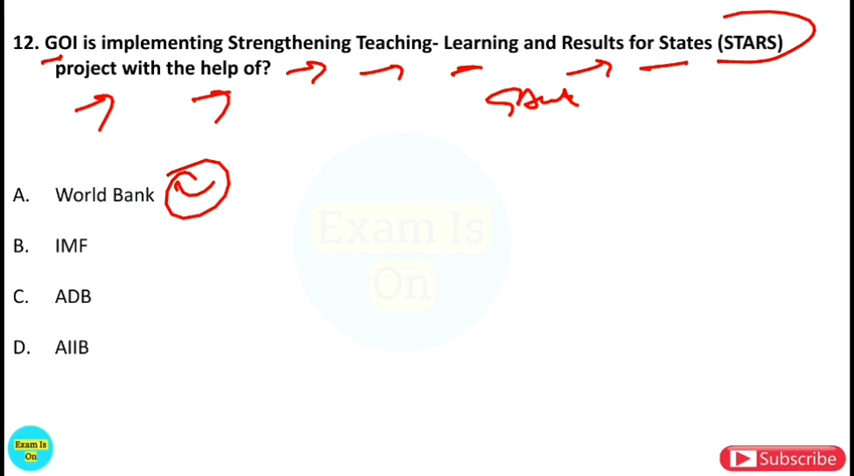 12. GOI is implementing Strengthening Teaching- Learning and Results for States (STARS)
project with the help of?
A. World Bank
B. IMF
C. ADB
D. AIIB
Exam Is
On
Exam Is
On
Subscribe